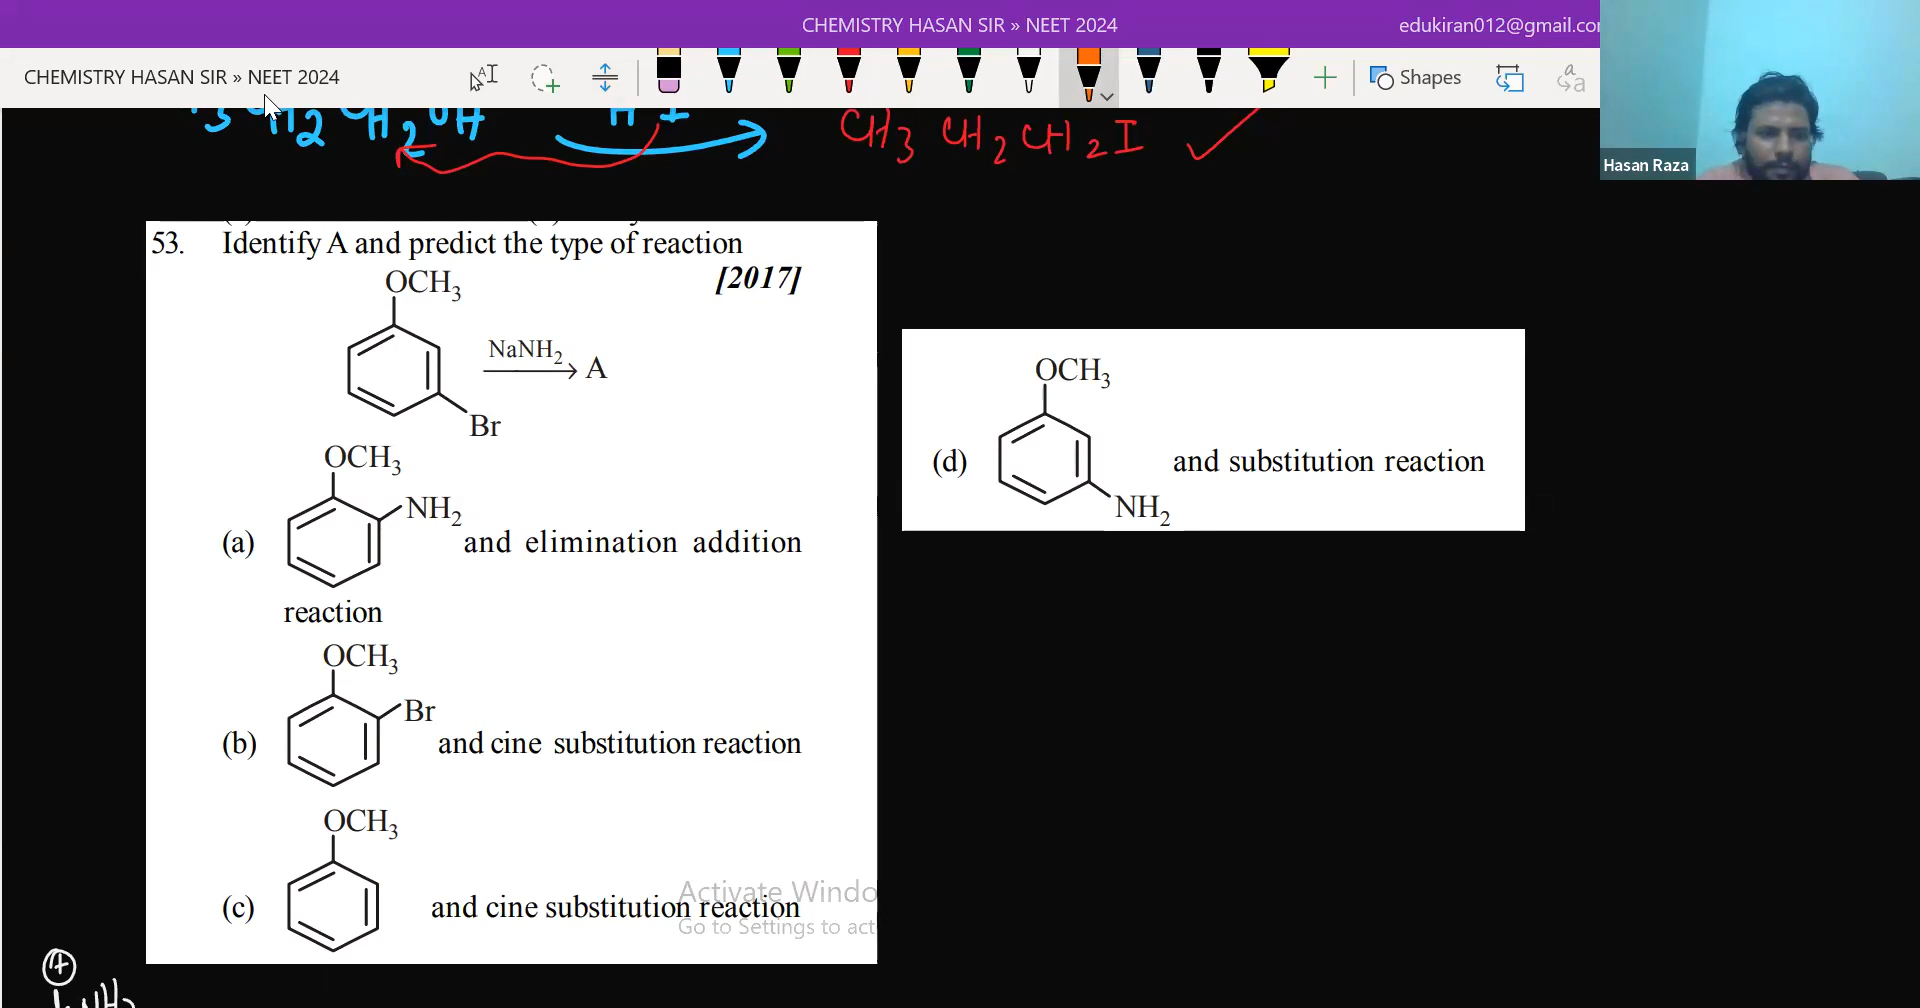 CHEMISTRY HASAN SIR » NEET 2024
edukiran012@gmail.co
CHEMISTRY HASAN SIR » NEET 2024
Shapes
Hasan Raza
CH3 CH2 CH2 I
53. Identify A and predict the type of reaction
[2017]
OCH3
NaNH2
A
Br
OCH3
NH2
(a) and elimination addition
reaction
OCH3
Br
(b) and cine substitution reaction
OCH3
(c) and cine substitution reaction
OCH3
(d) and substitution reaction
NH2
Activate Windo
Go to Settings to act